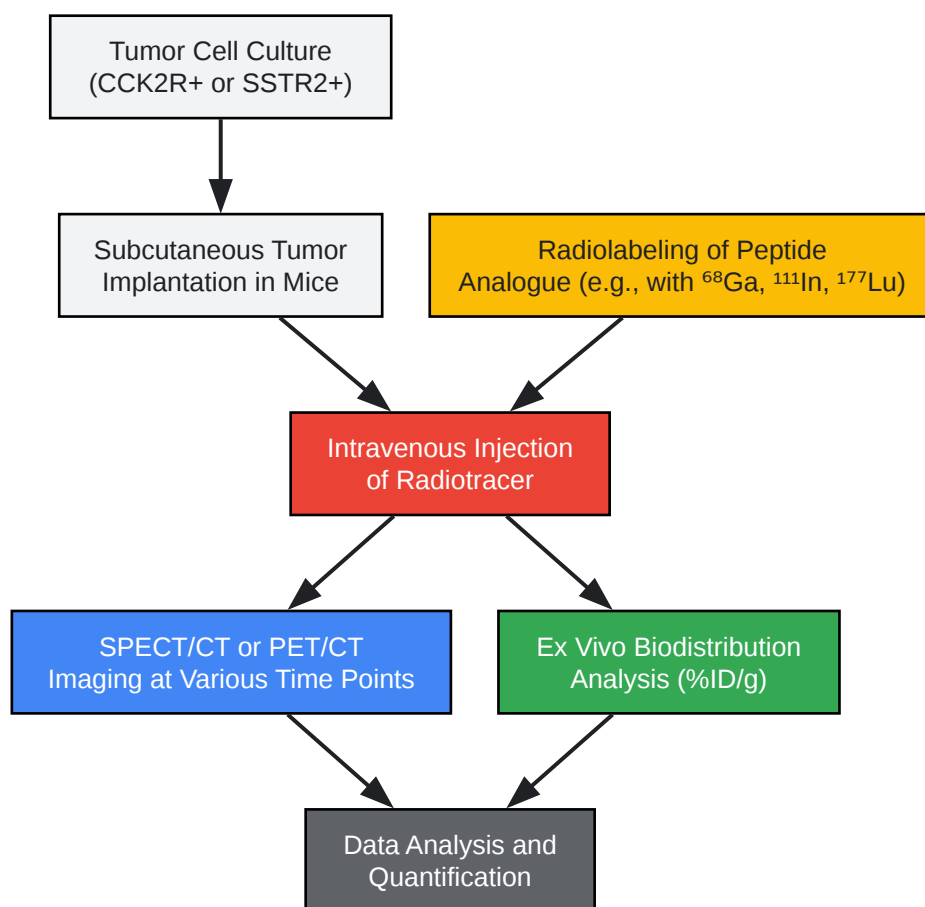 Tumor Cell Culture
(CCK2R+ or SSTR2+)
Subcutaneous Tumor
Implantation in Mice
Radiolabeling of Peptide
Analogue (e.g., with ⁶⁸Ga, ¹¹¹In, ¹⁷⁷Lu)
Intravenous Injection
of Radiotracer
SPECT/CT or PET/CT
Imaging at Various Time Points
Ex Vivo Biodistribution
Analysis (%ID/g)
Data Analysis and
Quantification